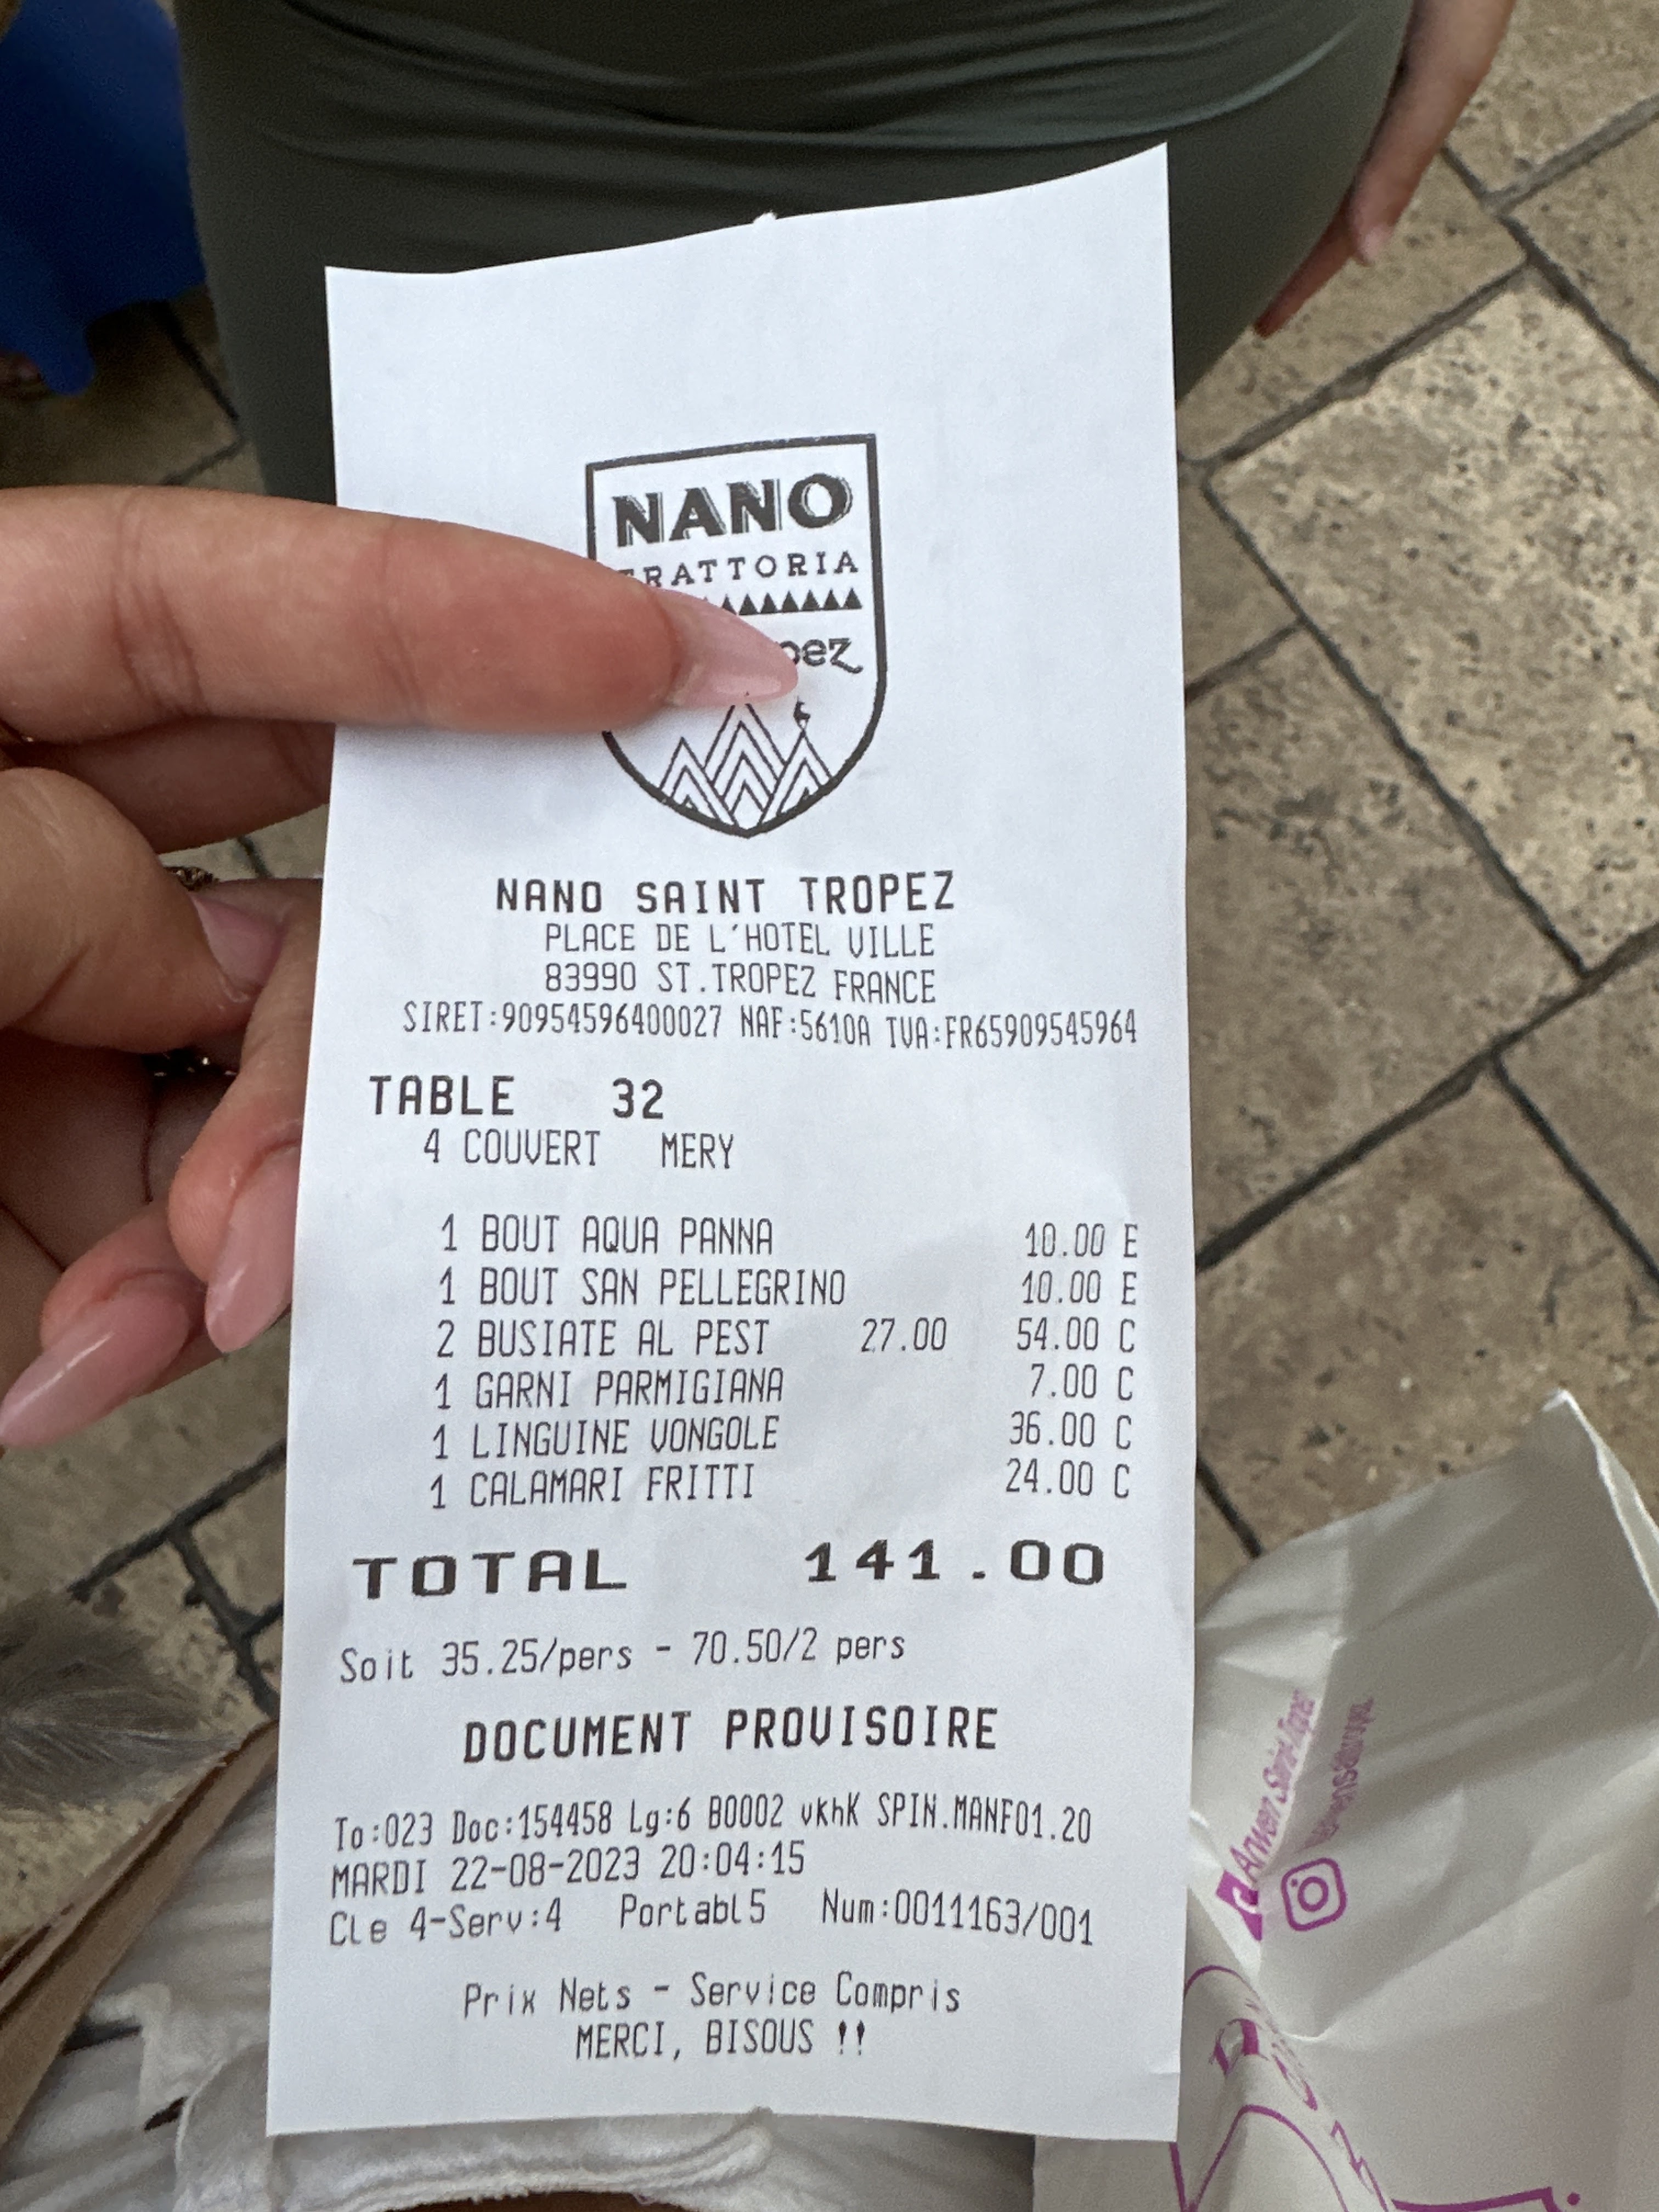 NANO
TRATTORIA
NANO SAINT TROPEZ
PLACE DE L'HOTEL VILLE
83990 ST.TROPEZ FRANCE
SIRET:90954596400027 NAF:5610A TVA:FR65909545964
TABLE 32
4 COUVERT MERY
1 BOUT AQUA PANNA 10.00 E
1 BOUT SAN PELLEGRINO 10.00 E
2 BUSIATE AL PEST 27.00 54.00 C
1 GARNI PARMIGIANA 7.00 C
1 LINGUINE VONGOLE 36.00 C
1 CALAMARI FRITTI 24.00 C
TOTAL 141.00
Soit 35.25/pers - 70.50/2 pers
DOCUMENT PROVISOIRE
To:023 Doc:154458 Lg:6 B0002 vkhK SPIN.MANF01.20
MARDI 22-08-2023 20:04:15
Cle 4-Serv:4 Portabl5 Num:0011163/001
Prix Nets - Service Compris
MERCI, BISOUS !!